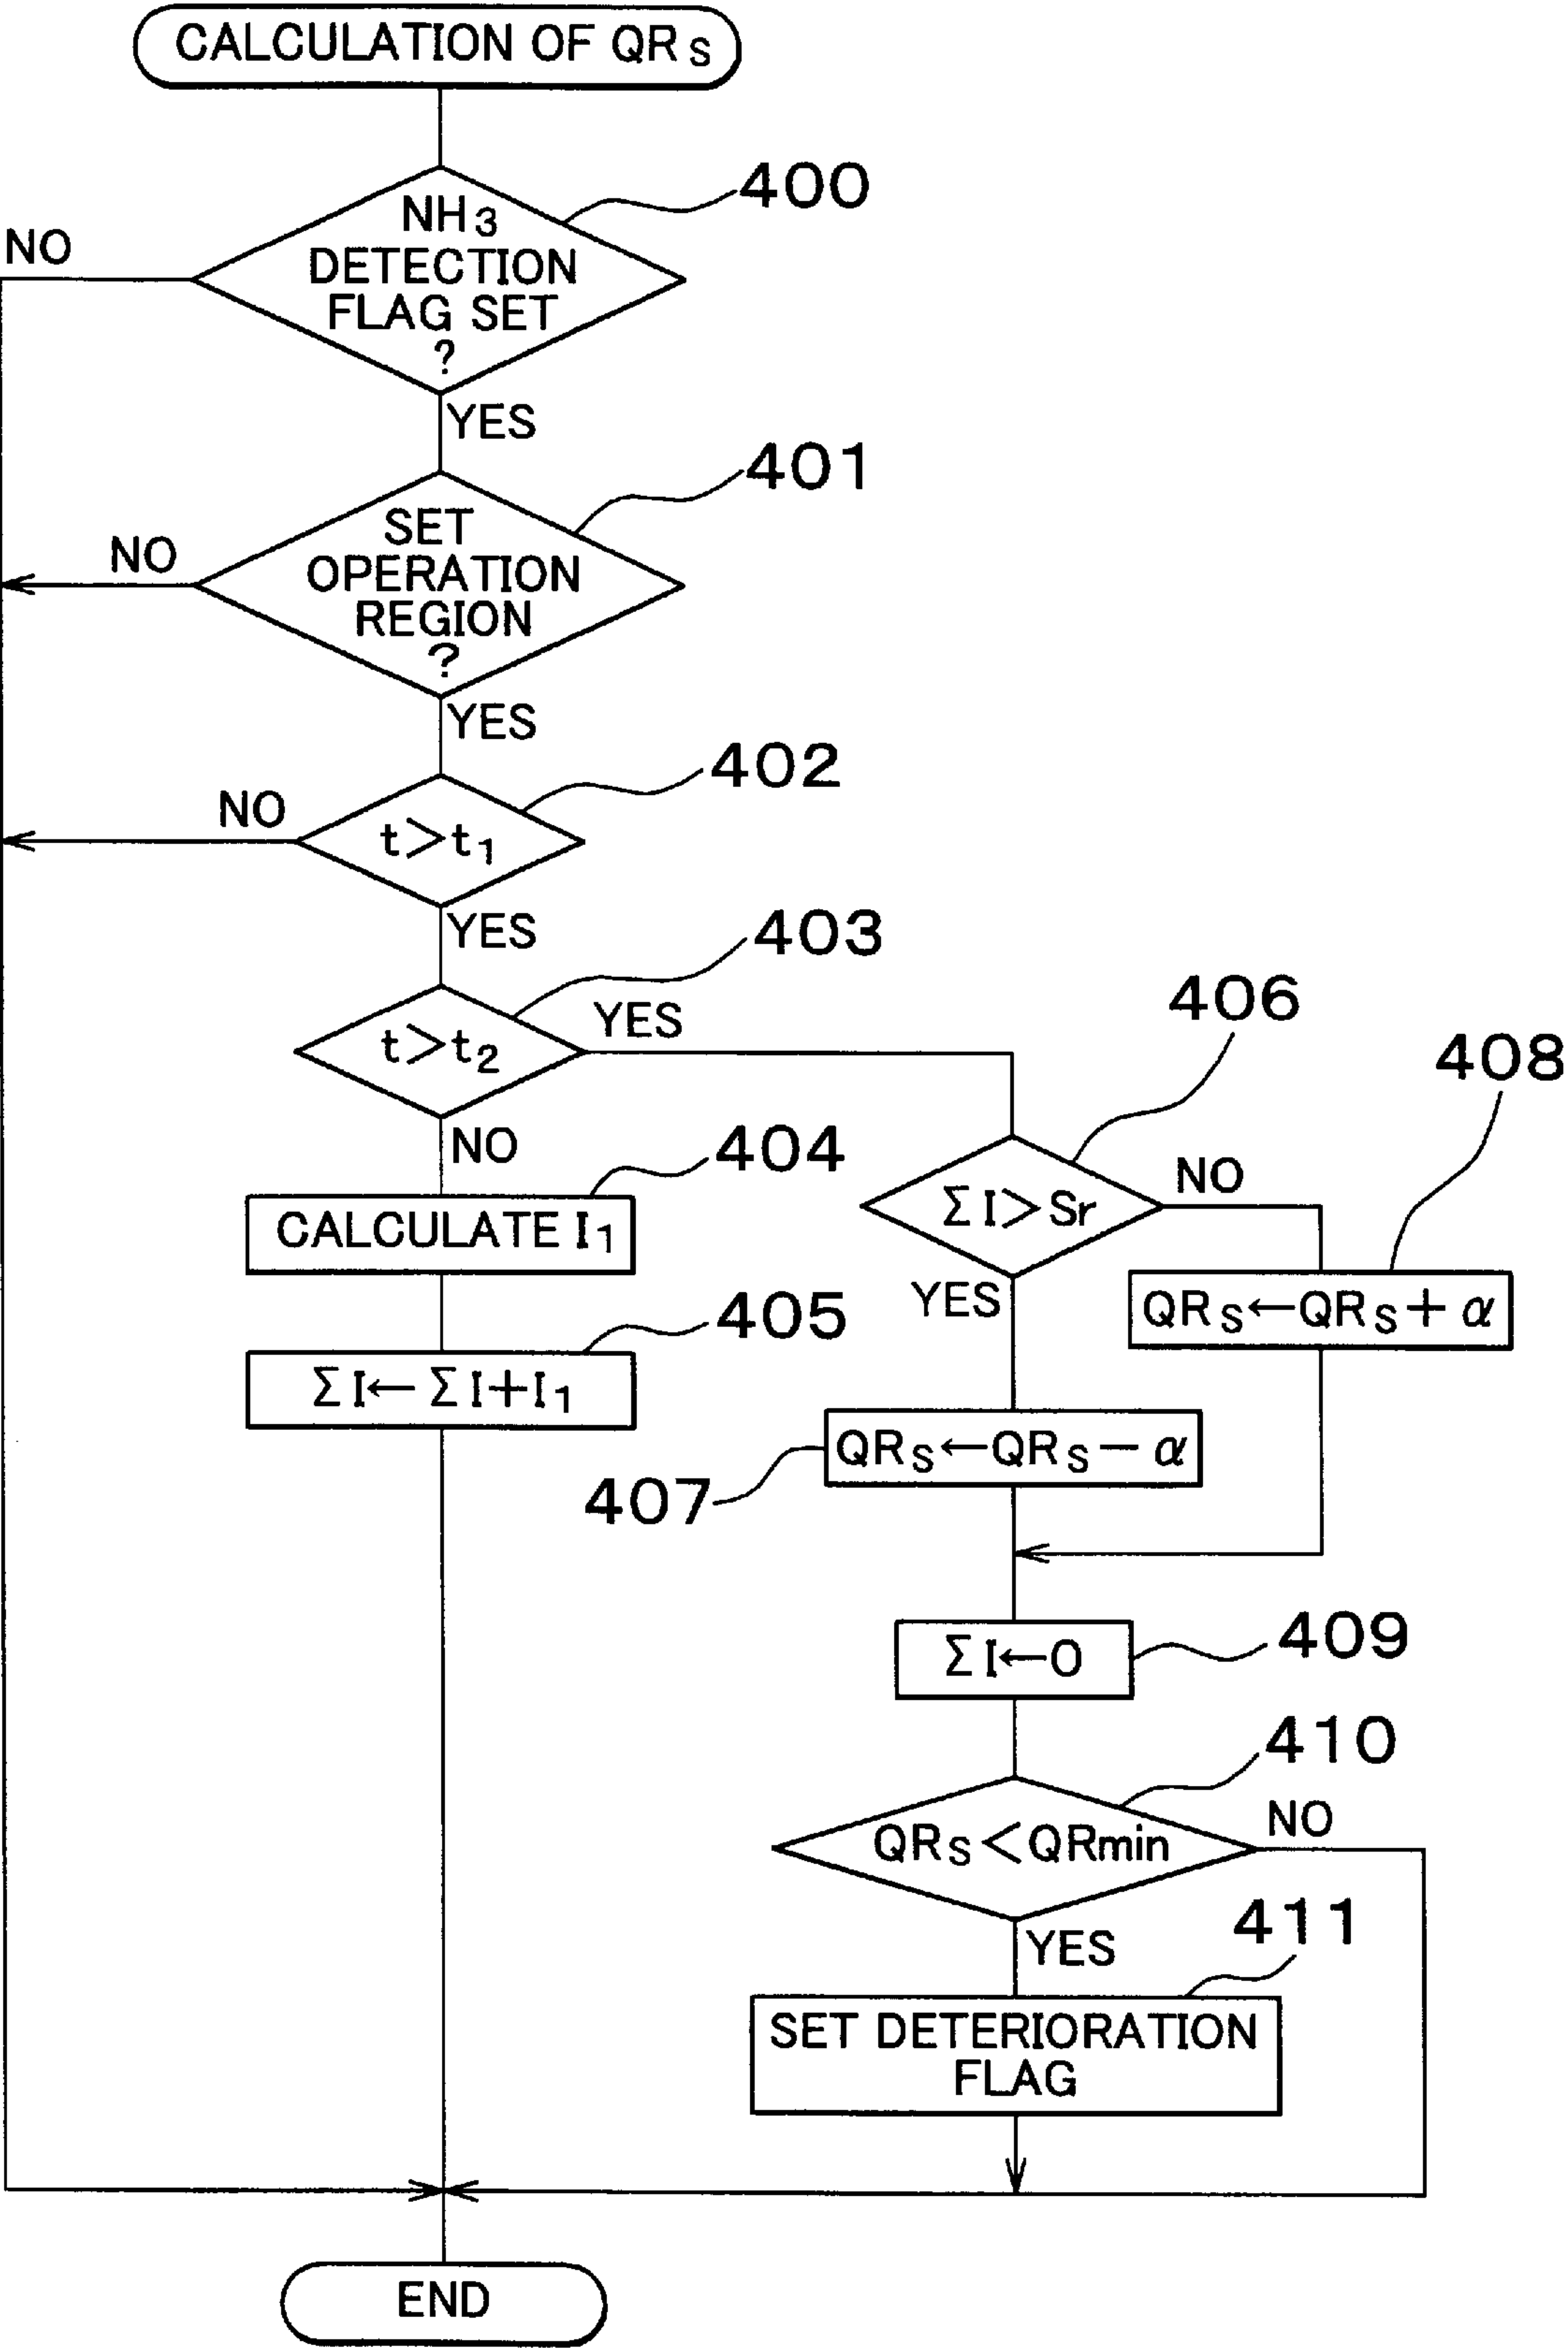 CALCULATION OF QRS
400
NH3
DETECTION
FLAG SET
?
NO
YES
401
SET
OPERATION
REGION
?
NO
YES
402
t>t1
NO
YES
403
t>t2
YES
NO
404
CALCULATE I1
405
ΣI←ΣI+I1
406
ΣI>Sr
NO
YES
408
QRS←QRS+α
QRS←QRS−α
407
409
ΣI←0
410
QRS<QRmin
NO
YES
411
SET DETERIORATION
FLAG
END